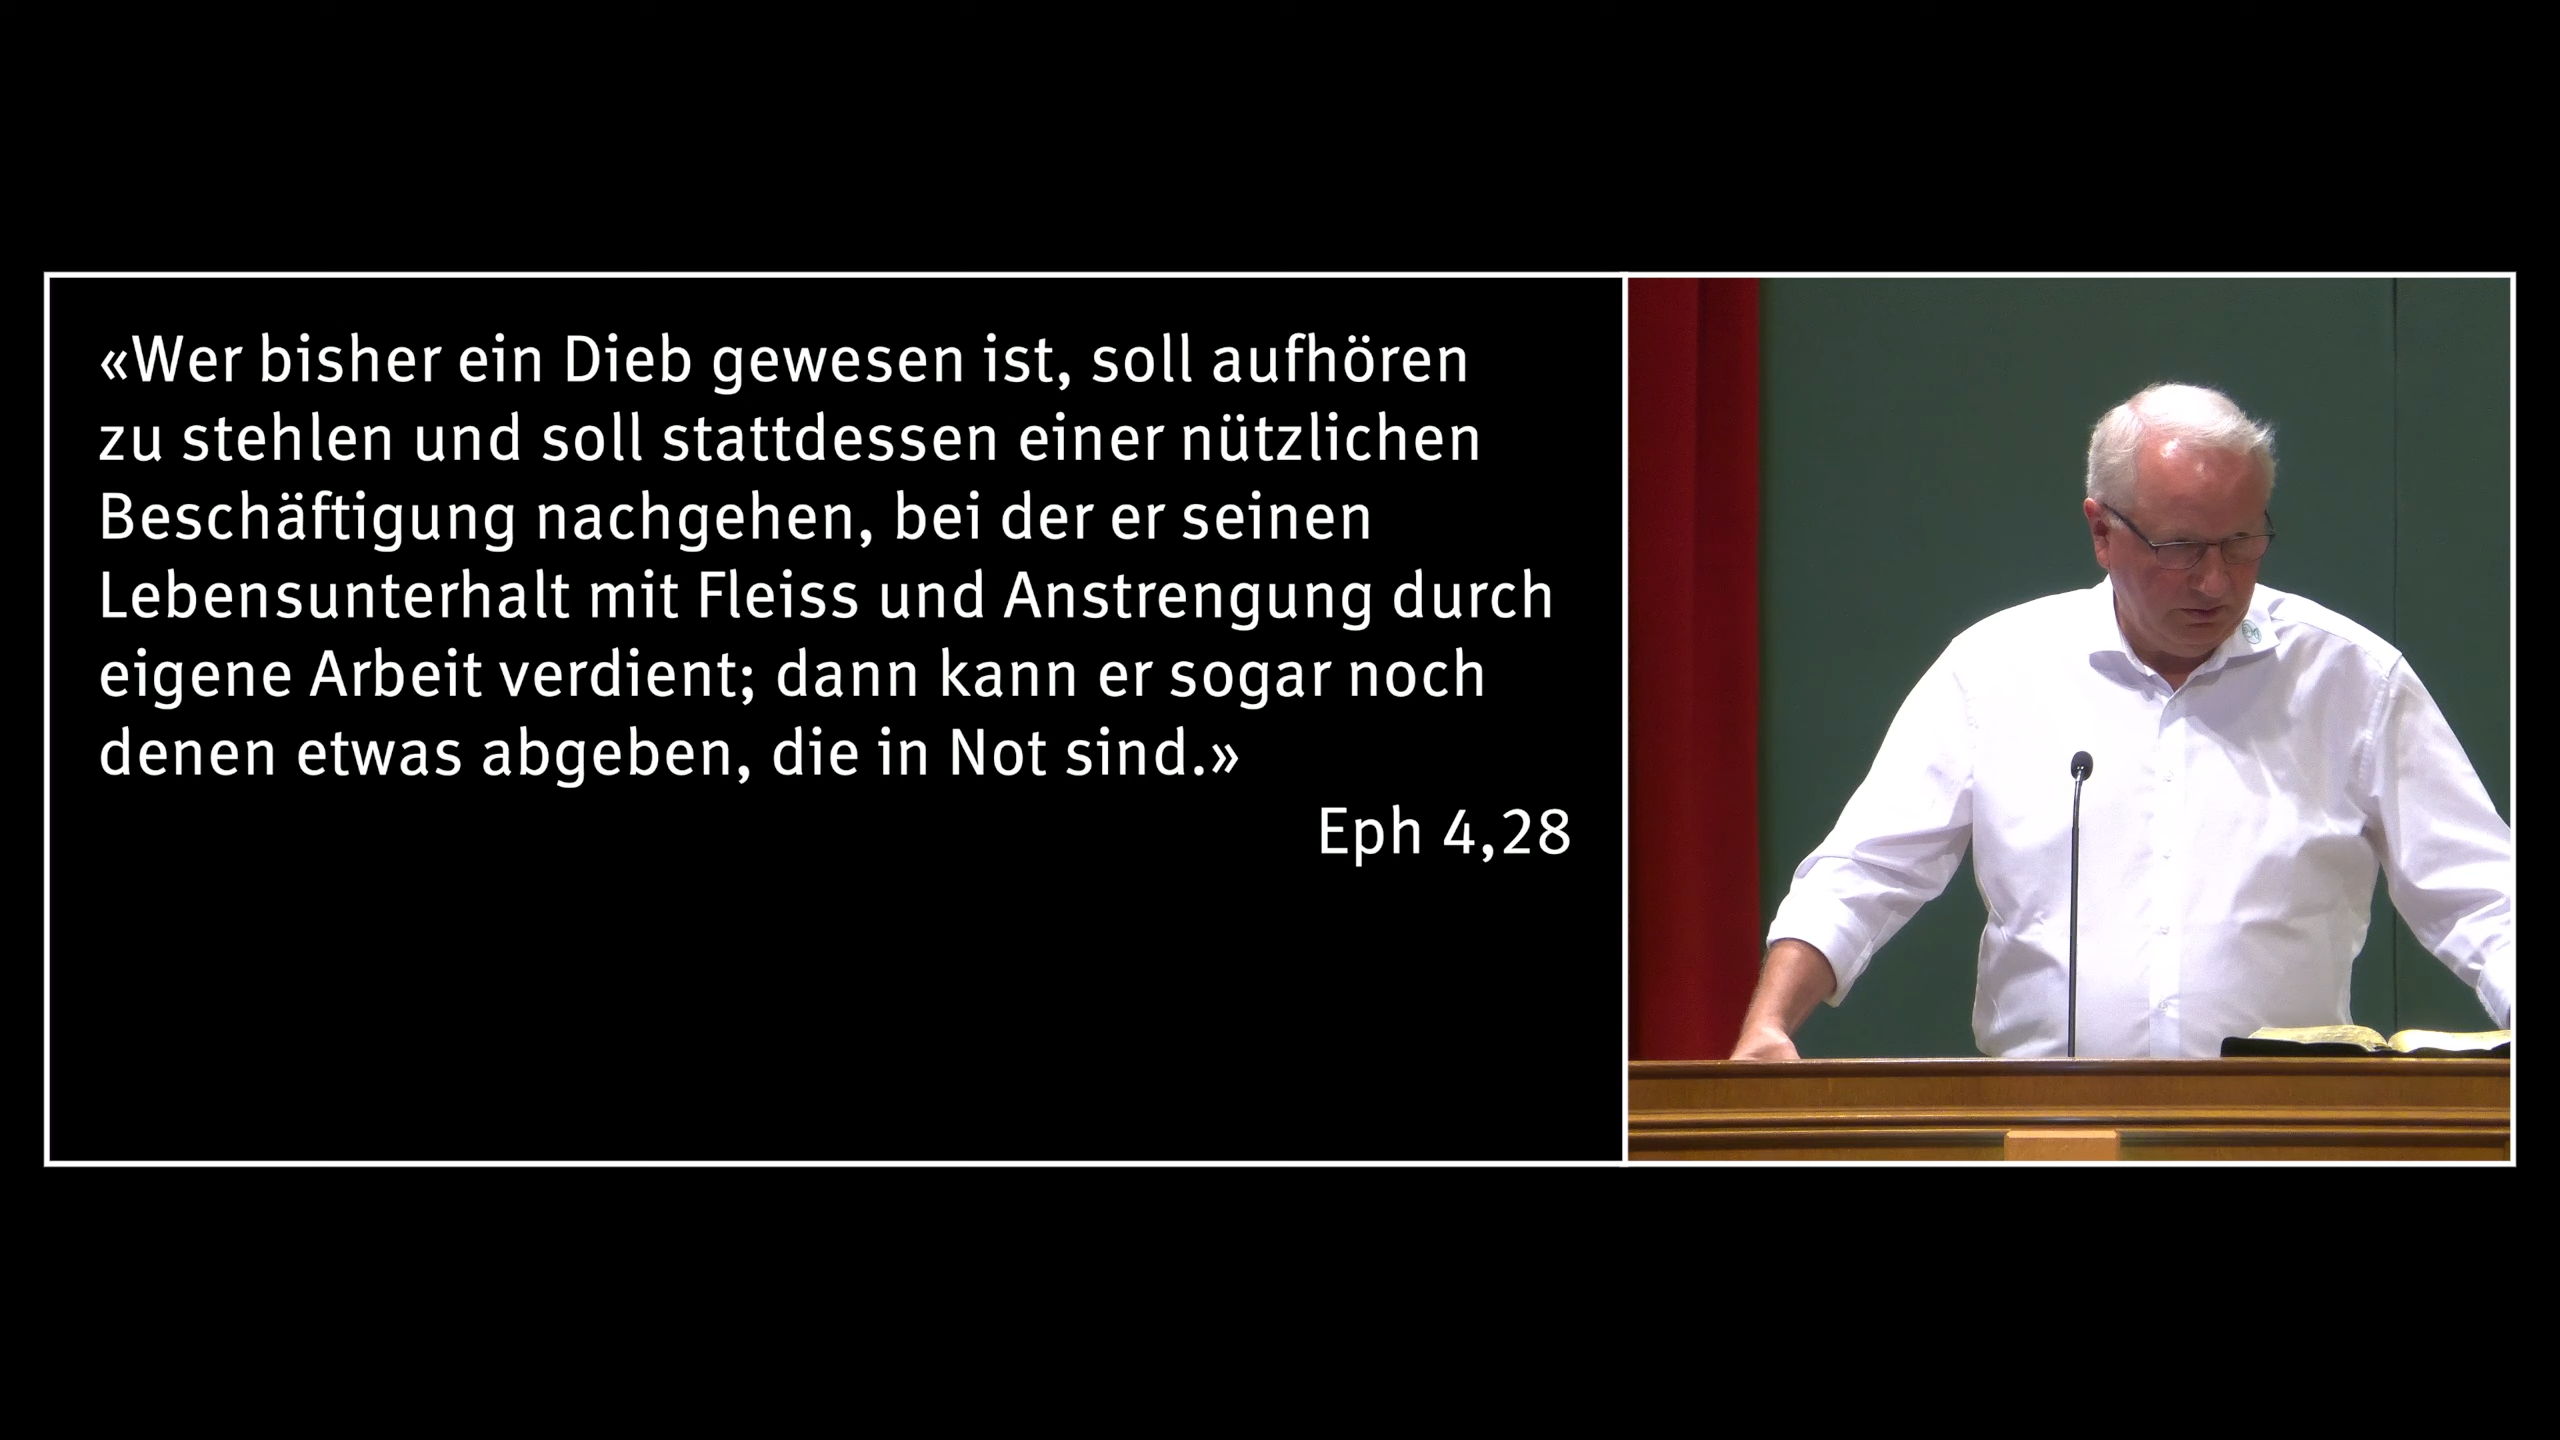 «Wer bisher ein Dieb gewesen ist, soll aufhören
zu stehlen und soll stattdessen einer nützlichen
Beschäftigung nachgehen, bei der er seinen
Lebensunterhalt mit Fleiss und Anstrengung durch
eigene Arbeit verdient; dann kann er sogar noch
denen etwas abgeben, die in Not sind.»
Eph 4,28